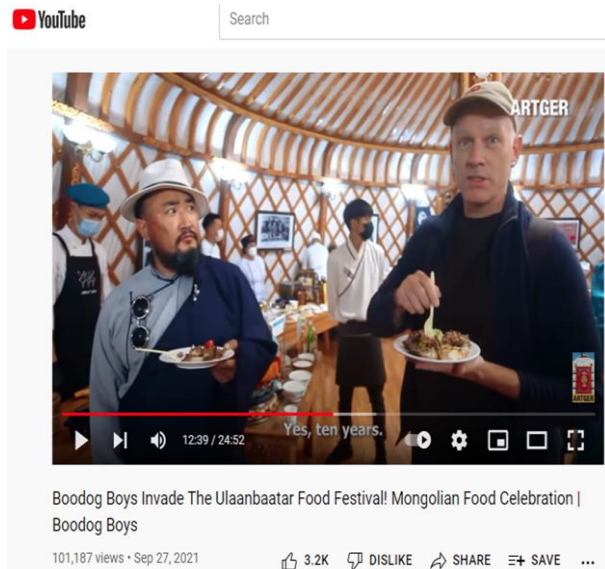 YouTube
Search
ARTGER
ARTGER
Yes, ten years.
12:39 / 24:52
Boodog Boys Invade The Ulaanbaatar Food Festival! Mongolian Food Celebration |
Boodog Boys
101,187 views • Sep 27, 2021
3.2K DISLIKE SHARE SAVE ...